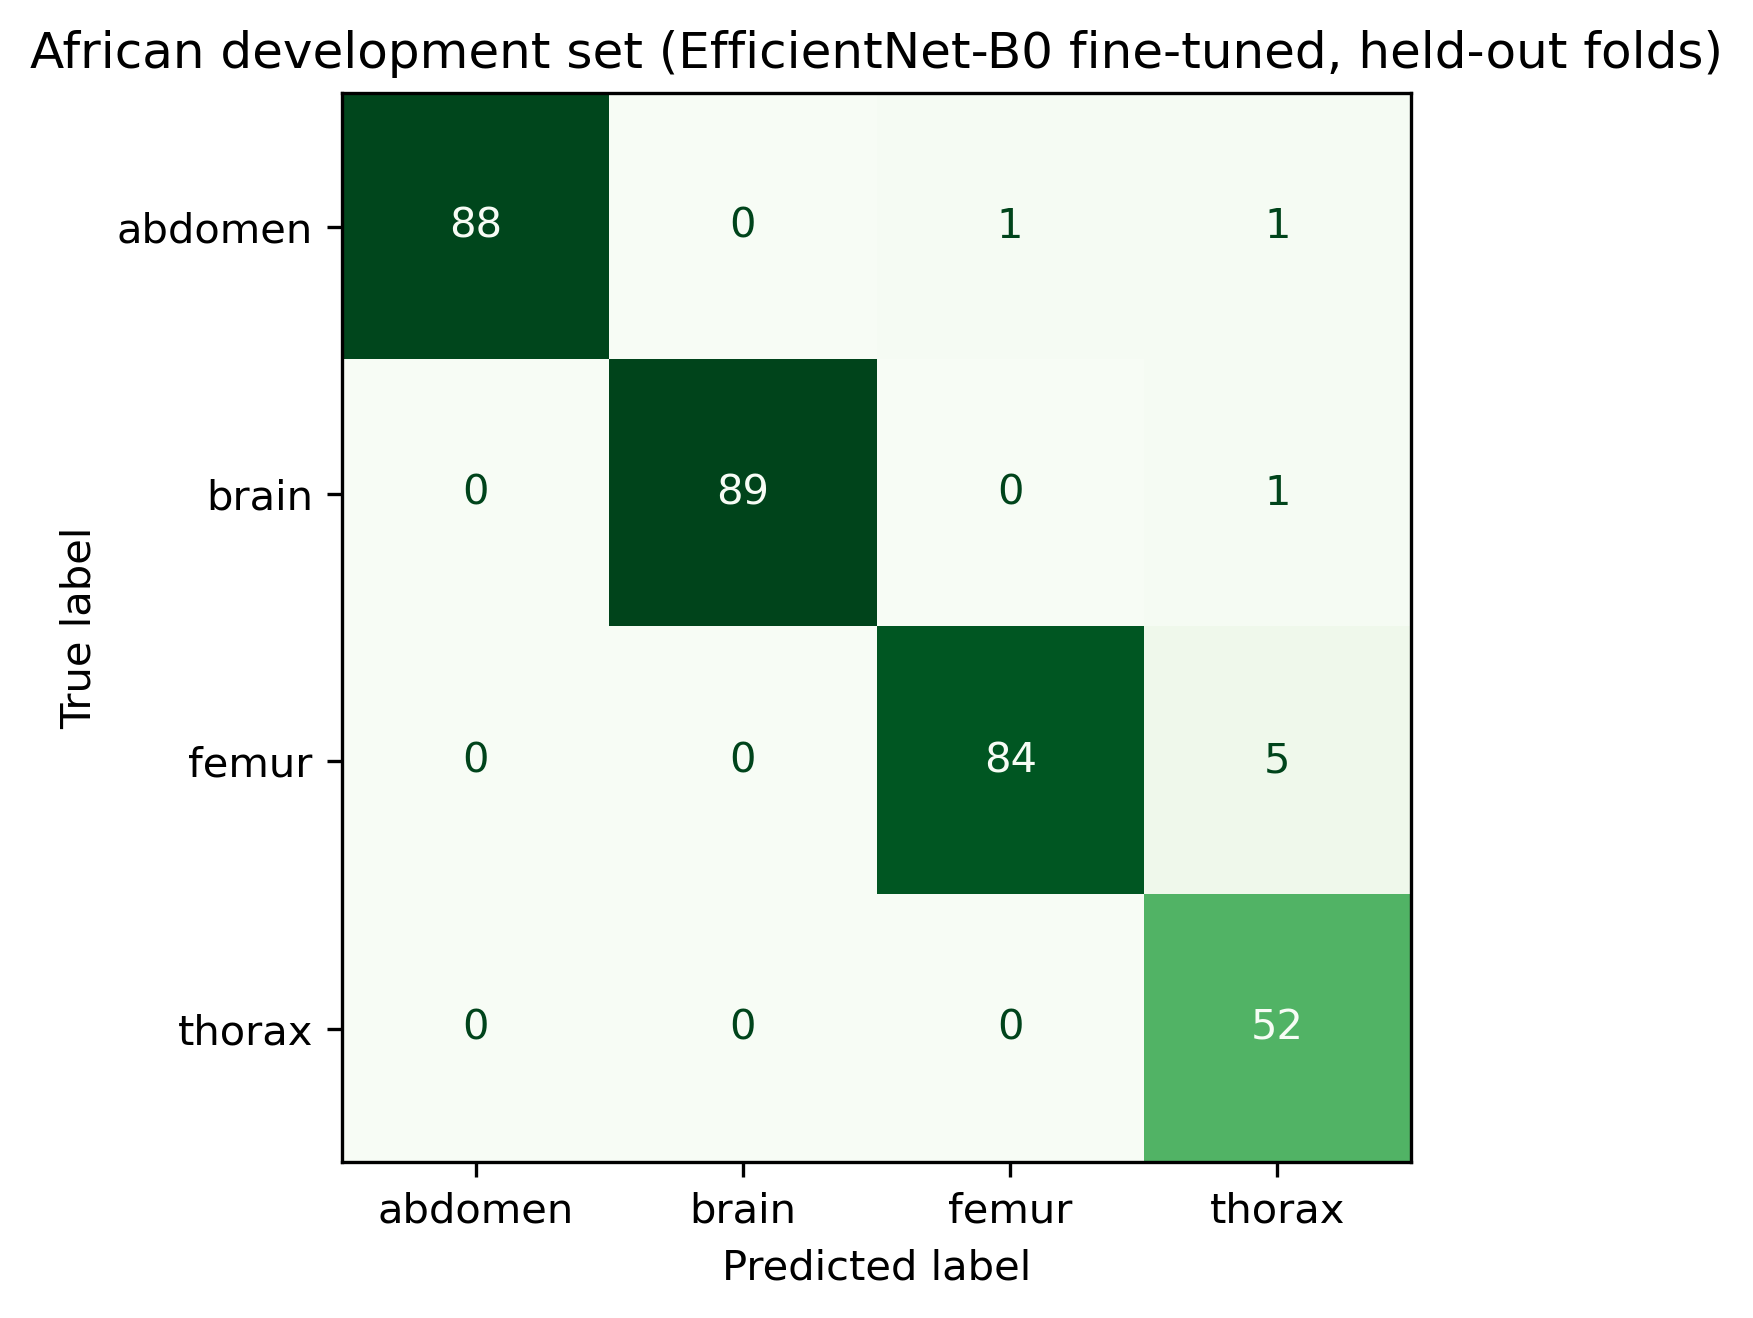 African development set (EfficientNet-B0 fine-tuned, held-out folds)
abdomen 88 0 1 1
brain 0 89 0 1
True label
femur 0 0 84 5
thorax 0 0 0 52
abdomen brain femur thorax
Predicted label